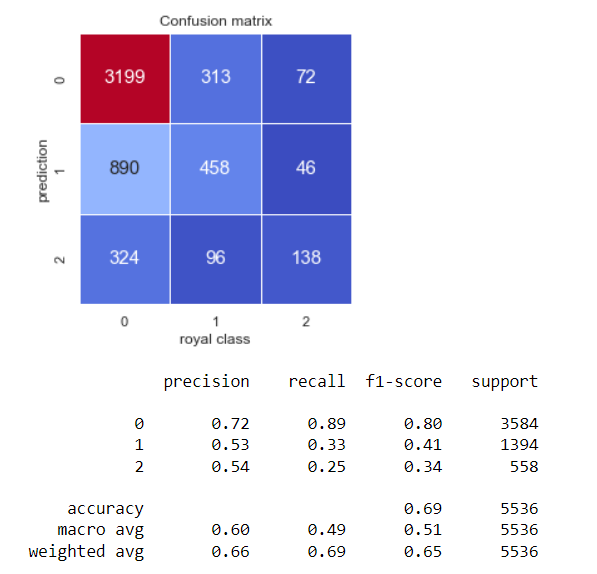 Confusion matrix
0 3199 313 72
1 890 458 46
2 324 96 138
prediction
0 1 2
royal class
precision recall f1-score support
0 0.72 0.89 0.80 3584
1 0.53 0.33 0.41 1394
2 0.54 0.25 0.34 558
accuracy 0.69 5536
macro avg 0.60 0.49 0.51 5536
weighted avg 0.66 0.69 0.65 5536